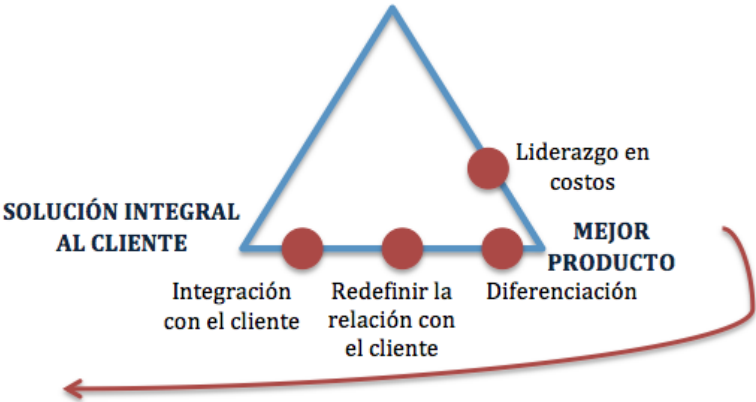 Liderazgo en
costos
SOLUCIÓN INTEGRAL
AL CLIENTE
MEJOR
PRODUCTO
Integración
con el cliente
Redefinir la
relación con
el cliente
Diferenciación